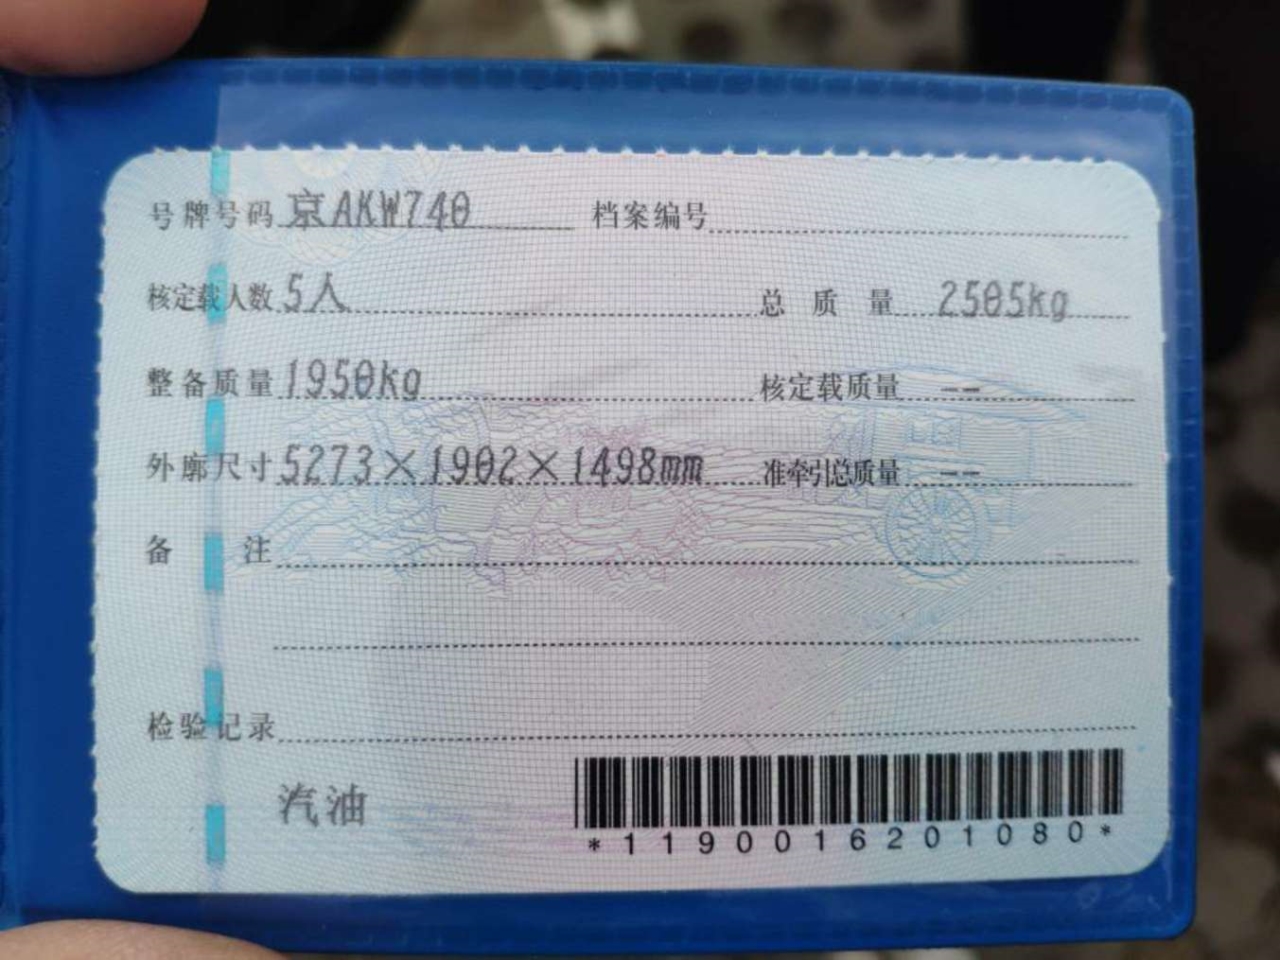 号牌号码 京AKW740 档案编号
核定载人数 5人 总质量 2505kg
整备质量 1950kg 核定载质量 --
外廓尺寸 5273×1902×1498mm 准牵引总质量 --
备注
检验记录
汽油
*1190016201080*